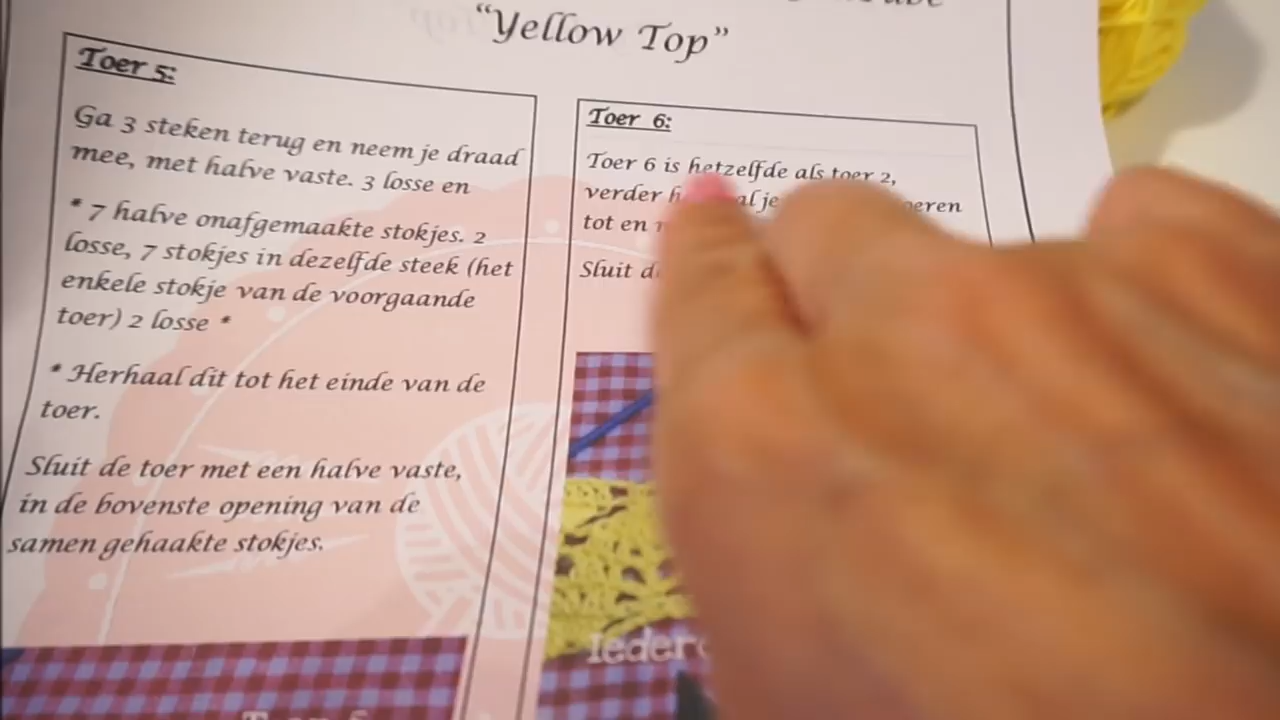 "Yellow Top"
Toer 5:
Ga 3 steken terug en neem je draad
mee, met halve vaste. 3 losse en
* 7 halve onafgemaakte stokjes. 2
losse, 7 stokjes in dezelfde steek (het
enkele stokje van de voorgaande
toer) 2 losse *
* Herhaal dit tot het einde van de
toer.
Sluit de toer met een halve vaste,
in de bovenste opening van de
samen gehaakte stokjes.
Toer 6:
Toer 6 is hetzelfde als toer 2,
verder je
tot en
Sluit